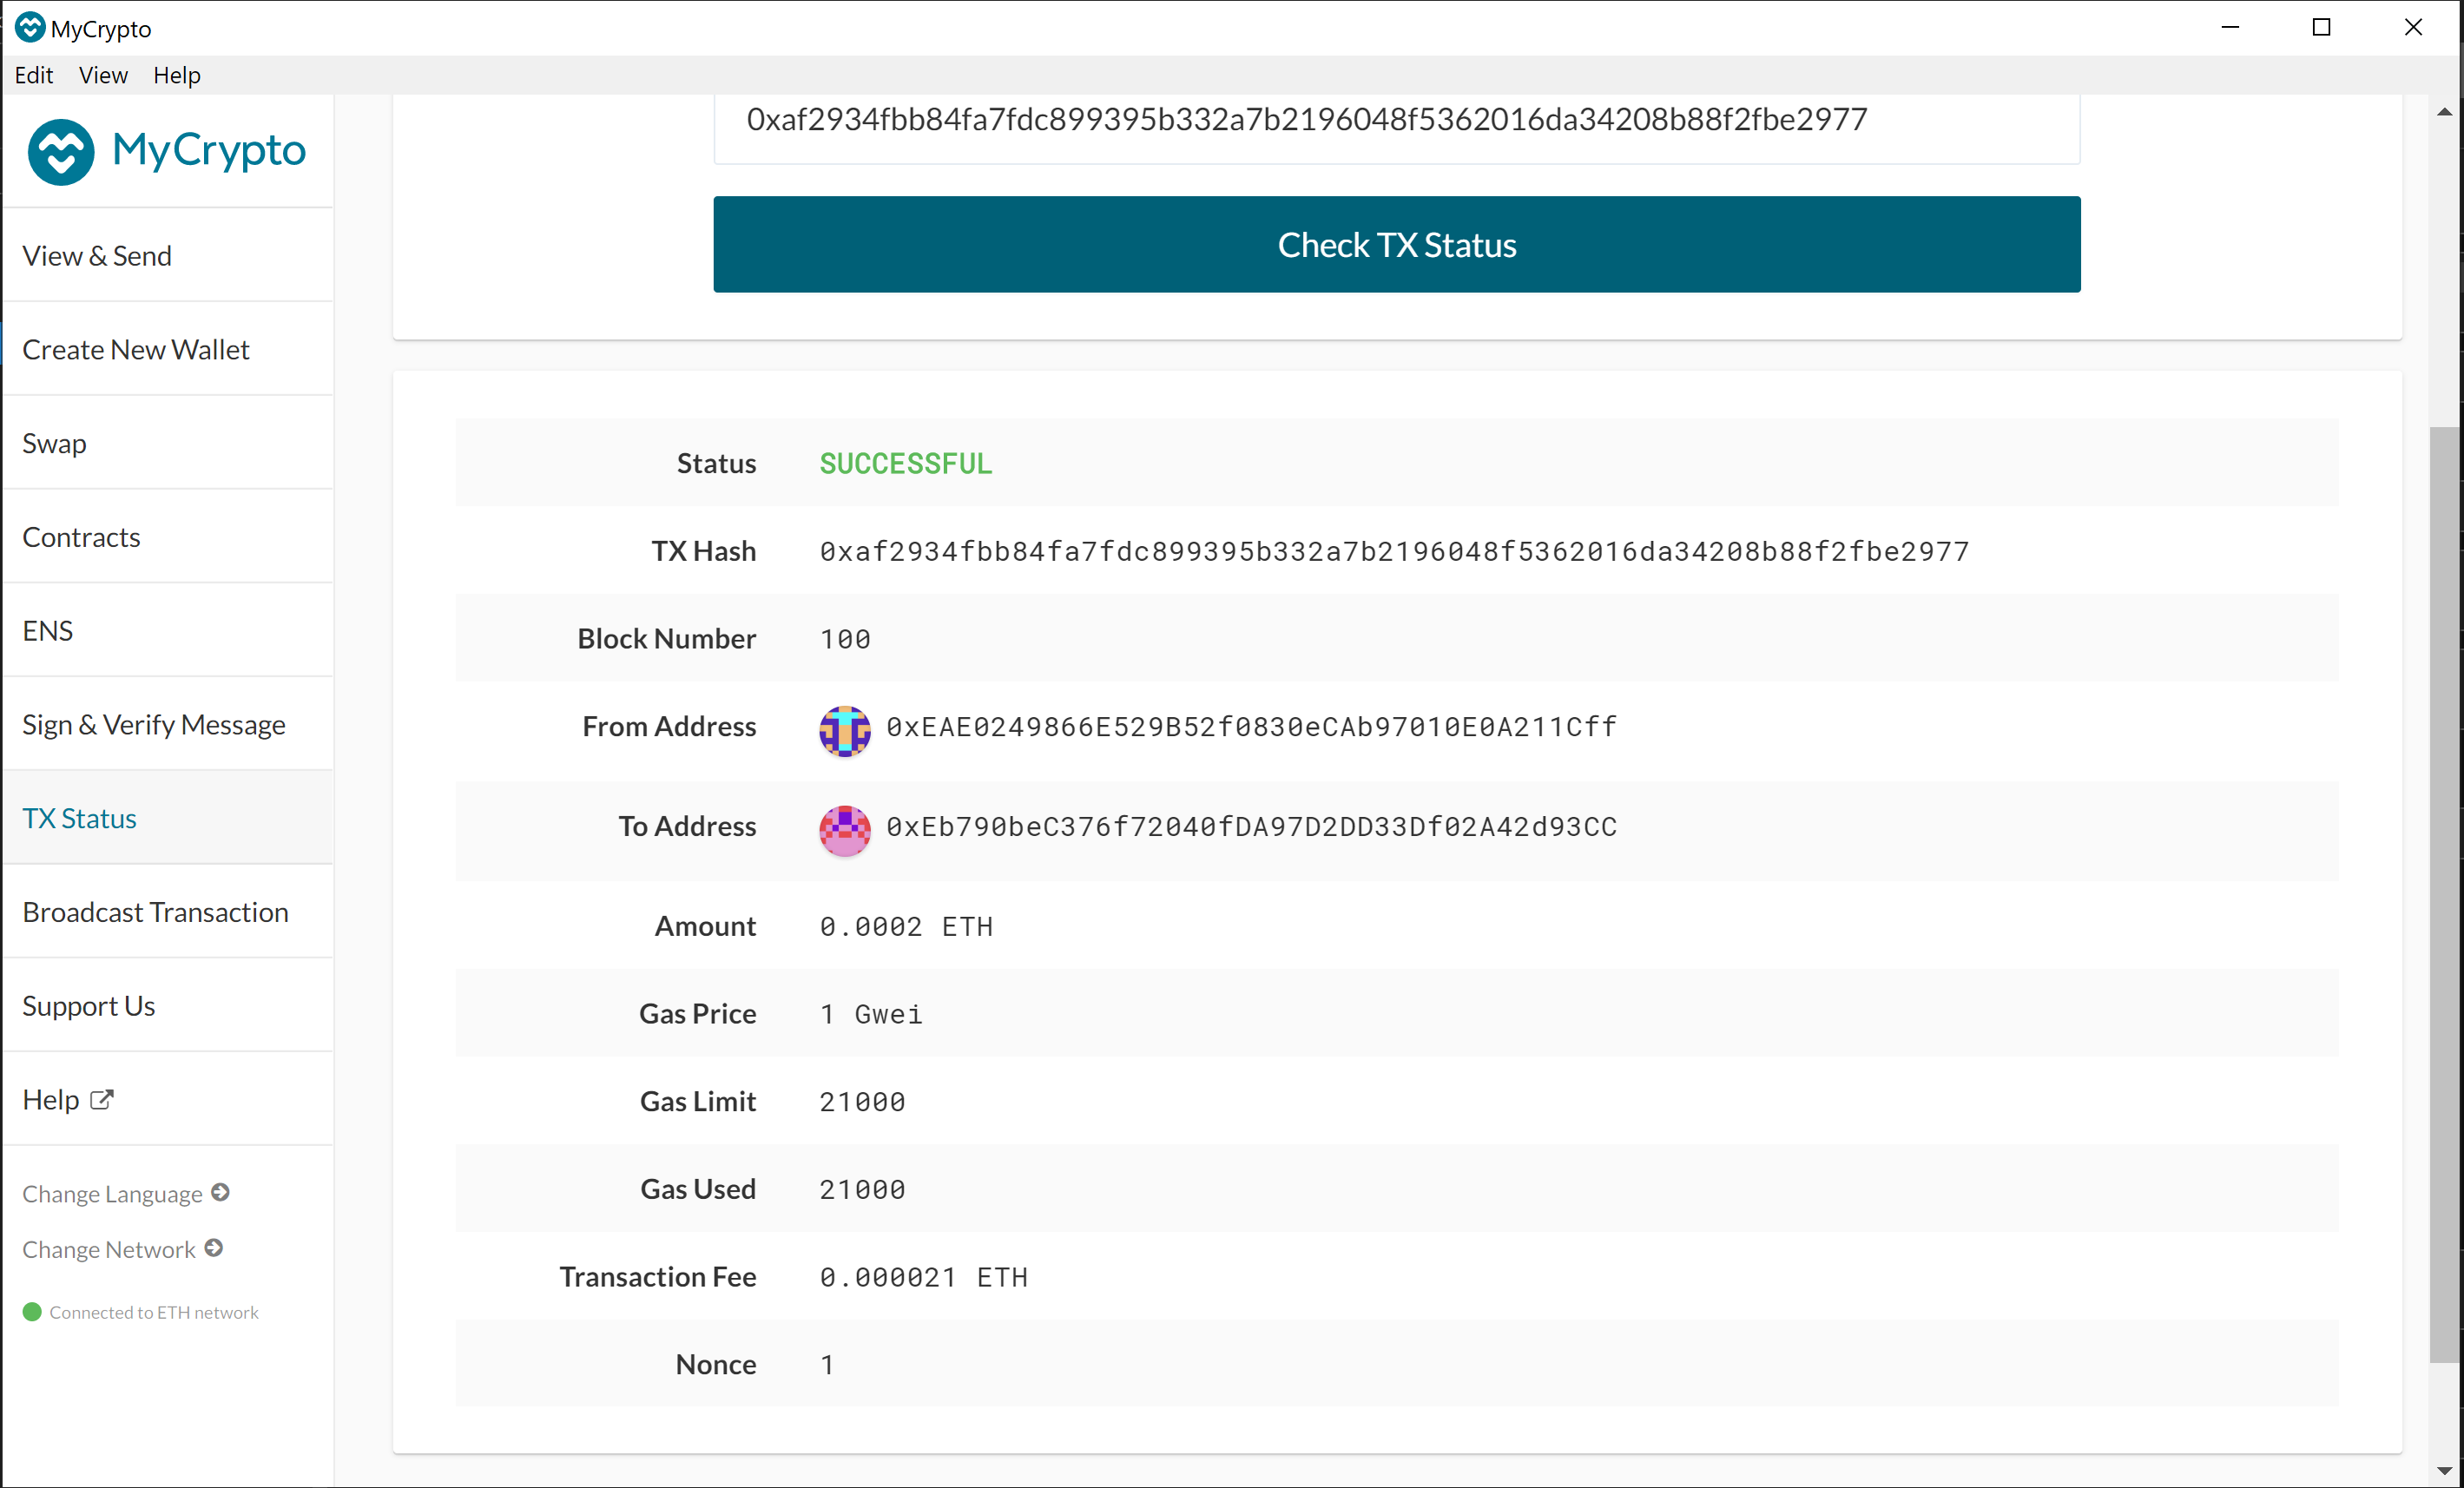 MyCrypto
Edit View Help
MyCrypto
View & Send
Create New Wallet
Swap
Contracts
ENS
Sign & Verify Message
TX Status
Broadcast Transaction
Support Us
Help
Change Language
Change Network
Connected to ETH network
0xaf2934fbb84fa7fdc899395b332a7b2196048f5362016da34208b88f2fbe2977
Check TX Status
Status SUCCESSFUL
TX Hash 0xaf2934fbb84fa7fdc899395b332a7b2196048f5362016da34208b88f2fbe2977
Block Number 100
From Address 0xEAE0249866E529B52f0830eCAb97010E0A211Cff
To Address 0xEb790beC376f72040fDA97D2DD33Df02A42d93CC
Amount 0.0002 ETH
Gas Price 1 Gwei
Gas Limit 21000
Gas Used 21000
Transaction Fee 0.000021 ETH
Nonce 1